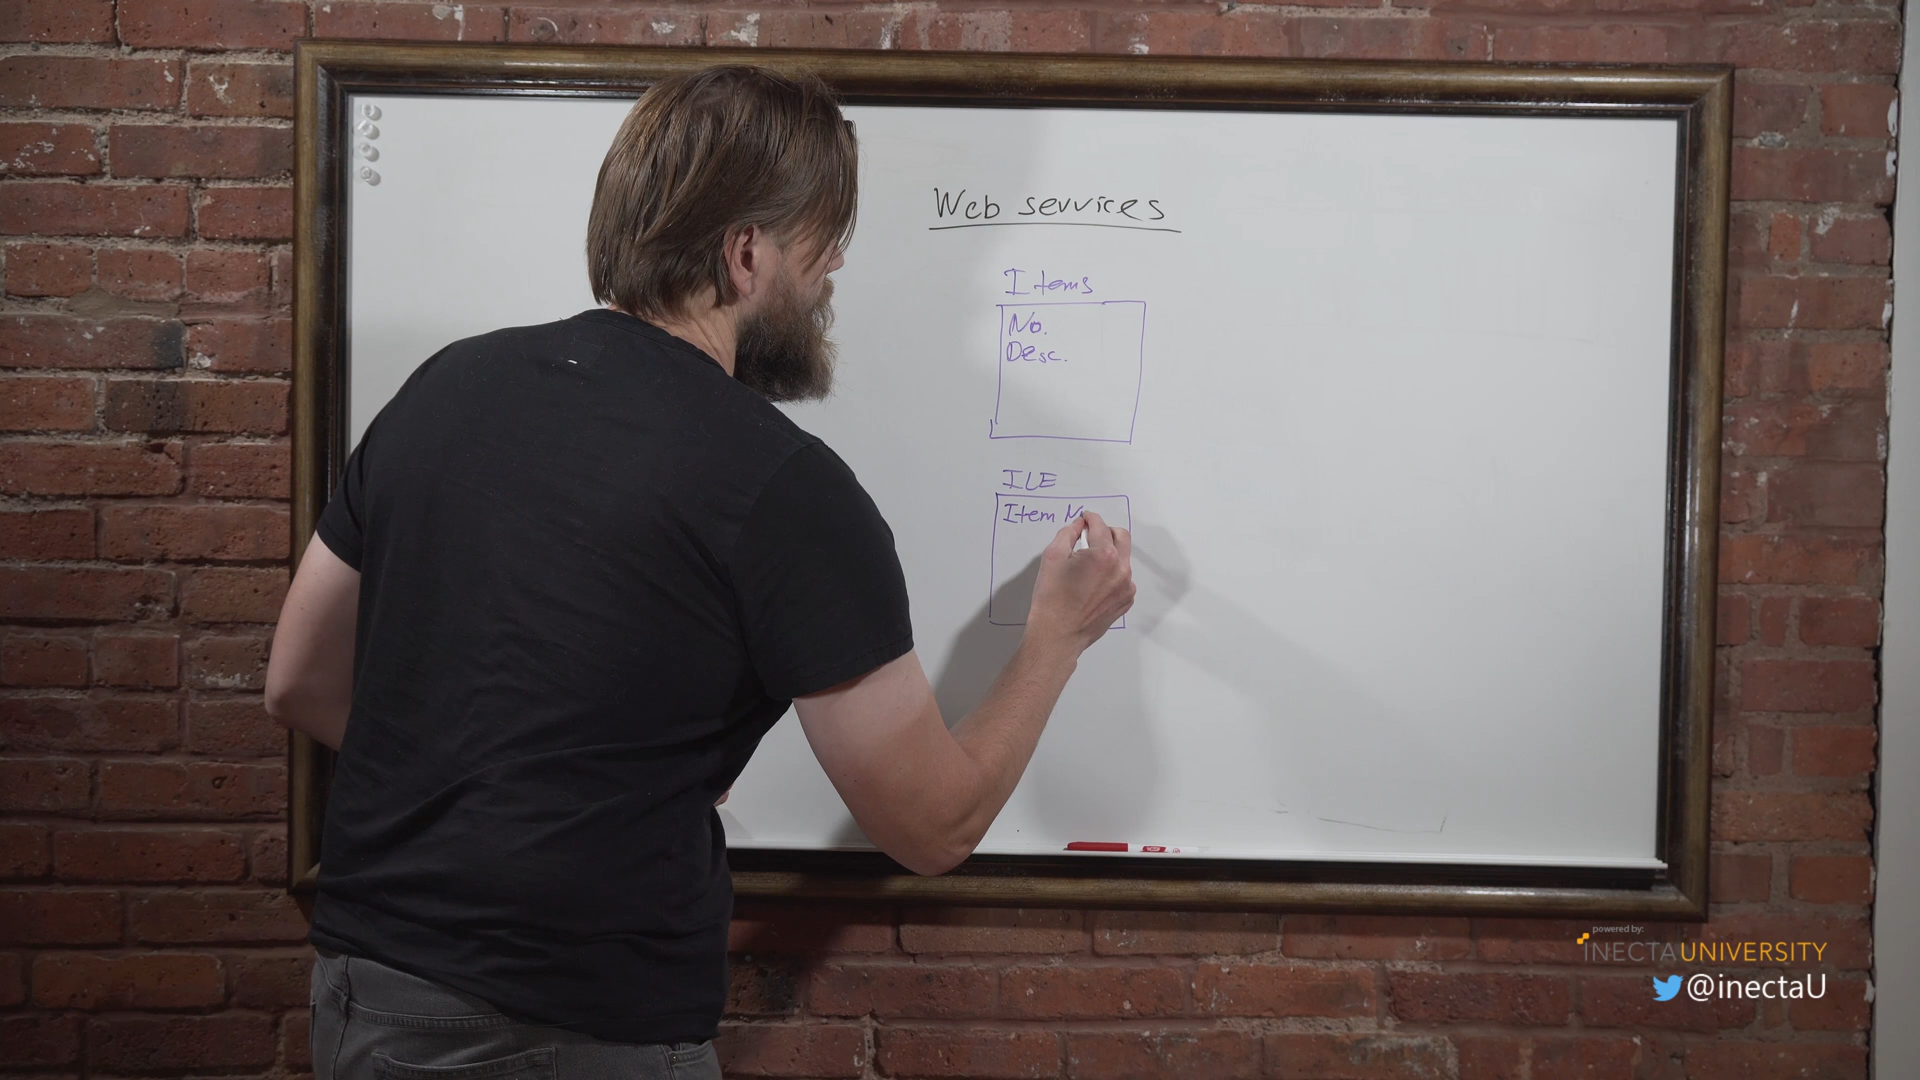 Web services
Items
No.
Desc.
ILE
Item N
powered by:
INECTAUNIVERSITY
@inectaU